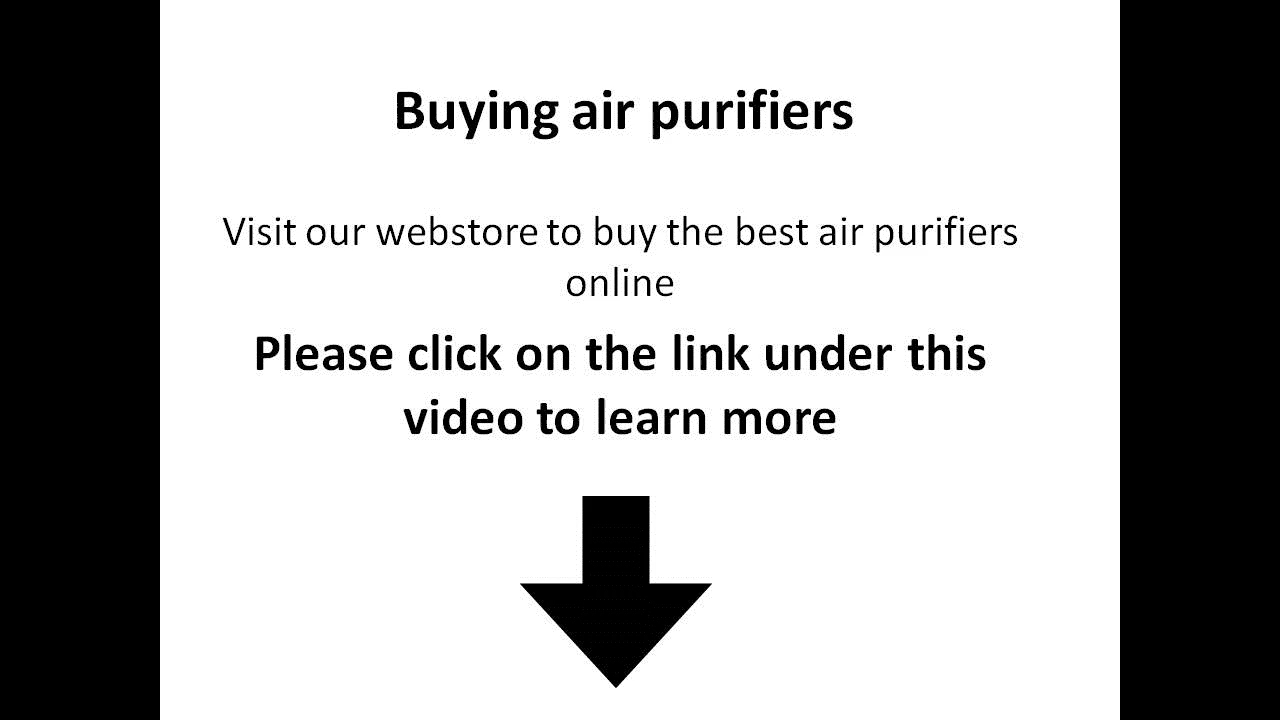 Buying air purifiers
Visit our webstore to buy the best air purifiers
online
Please click on the link under this
video to learn more